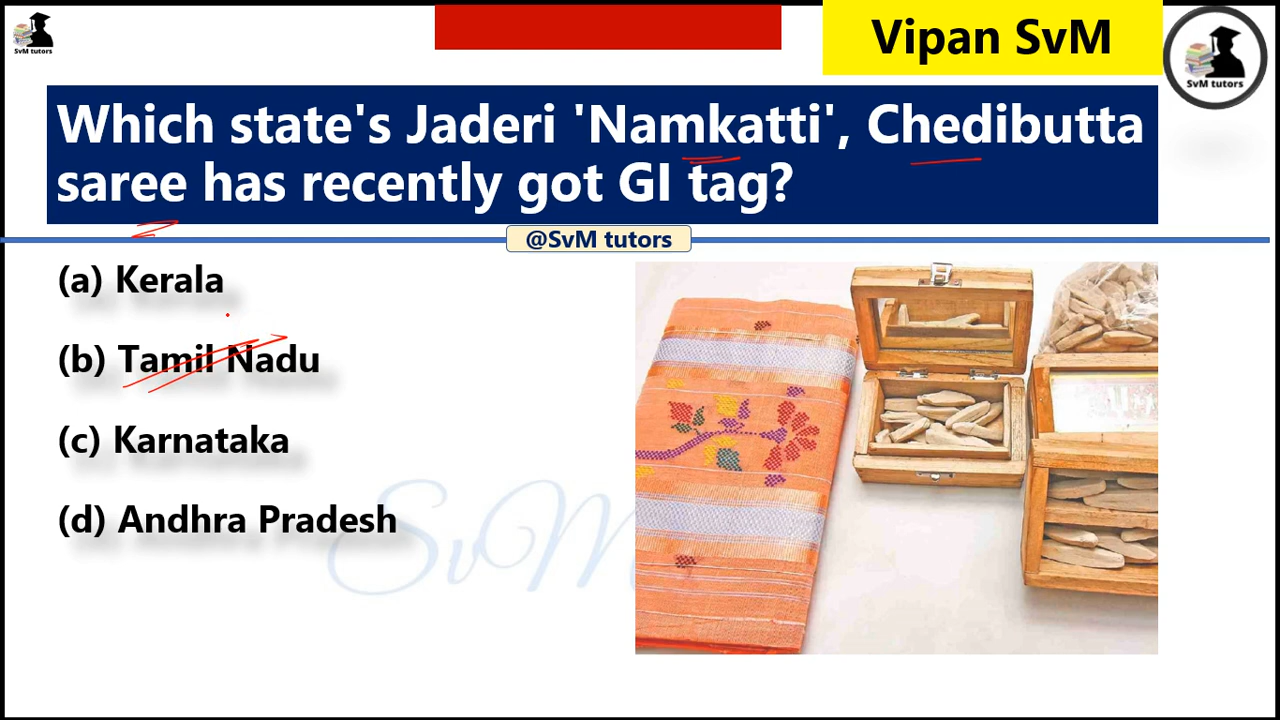 SvM tutors
Vipan SvM
SvM tutors
Which state's Jaderi 'Namkatti', Chedibutta
saree has recently got GI tag?
@SvM tutors
(a) Kerala
(b) Tamil Nadu
(c) Karnataka
(d) Andhra Pradesh
SvM